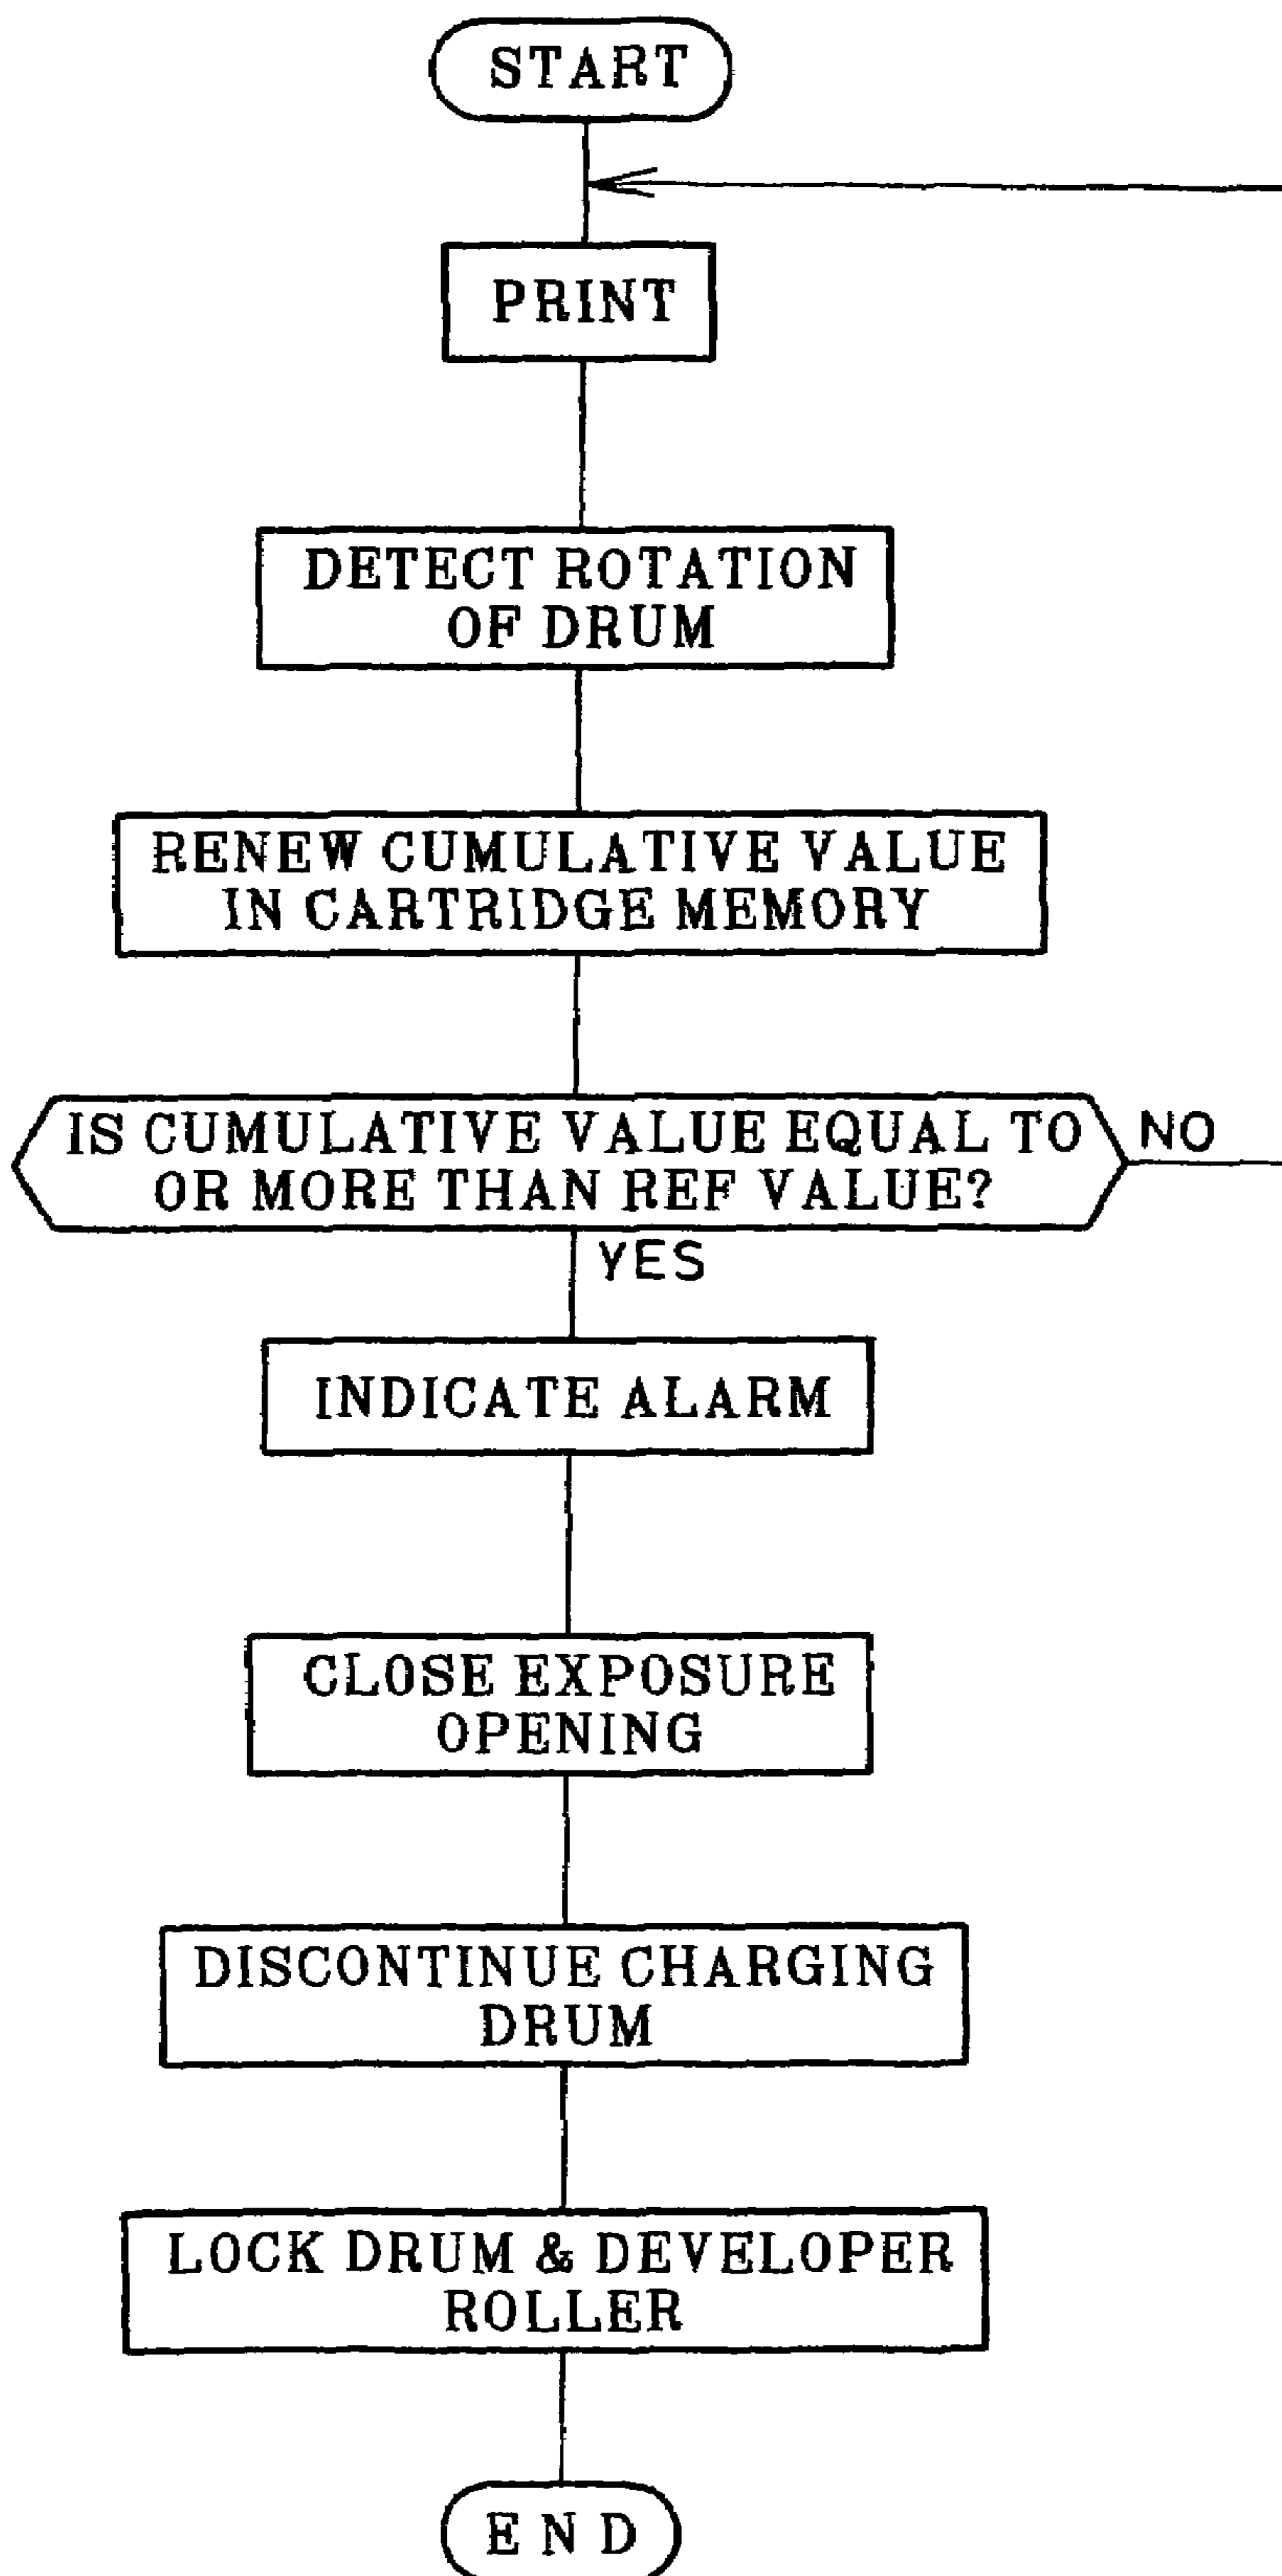 START
PRINT
DETECT ROTATION
OF DRUM
RENEW CUMULATIVE VALUE
IN CARTRIDGE MEMORY
IS CUMULATIVE VALUE EQUAL TO
OR MORE THAN REF VALUE?
NO
YES
INDICATE ALARM
CLOSE EXPOSURE
OPENING
DISCONTINUE CHARGING
DRUM
LOCK DRUM & DEVELOPER
ROLLER
END